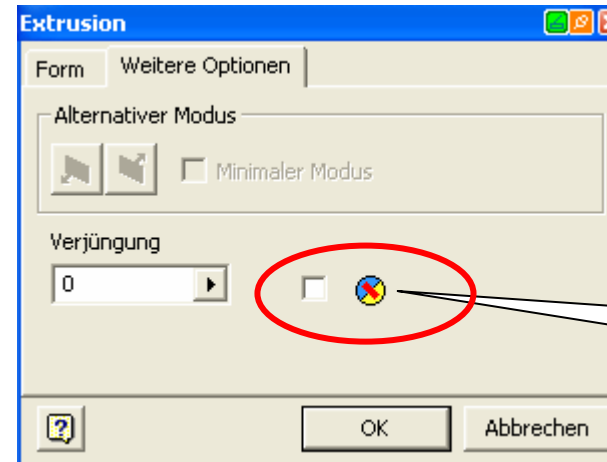 Extrusion
Form Weitere Optionen
Alternativer Modus
Minimaler Modus
Verjüngung
0
?
OK Abbrechen